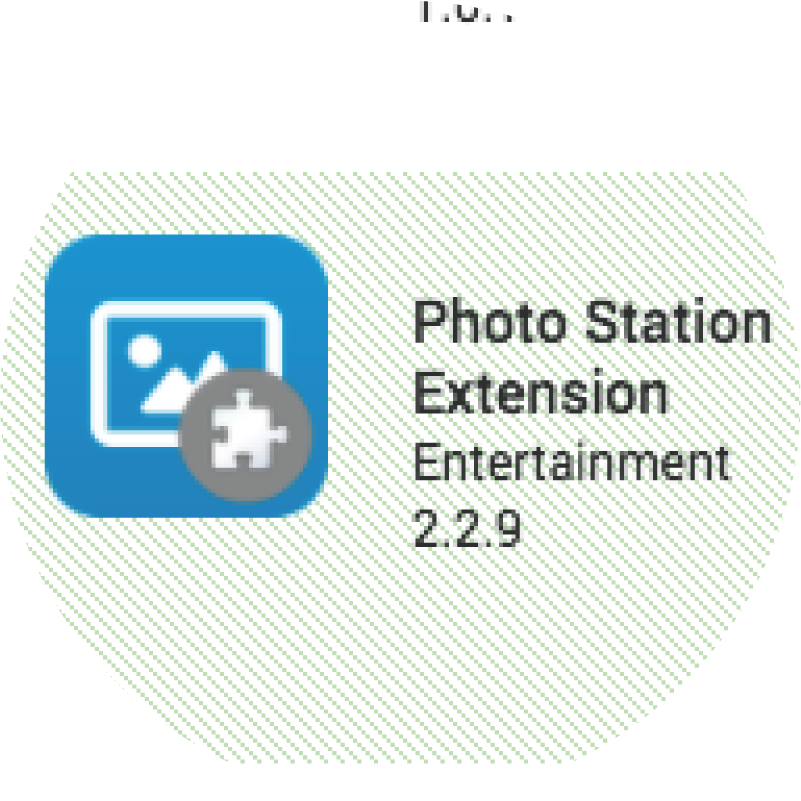 Photo Station
Extension
Entertainment
2.2.9